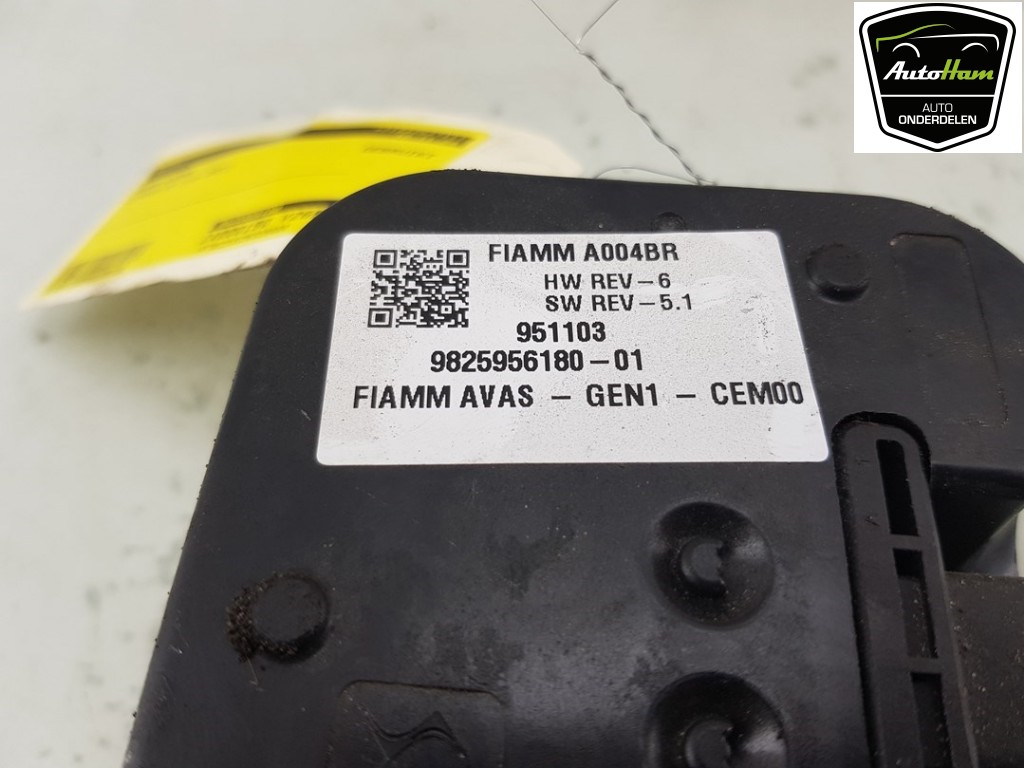 AutoHam
AUTO
ONDERDELEN
FIAMM A004BR
HW REV-6
SW REV-5.1
951103
9825956180-01
FIAMM AVAS - GEN1 - CEM00